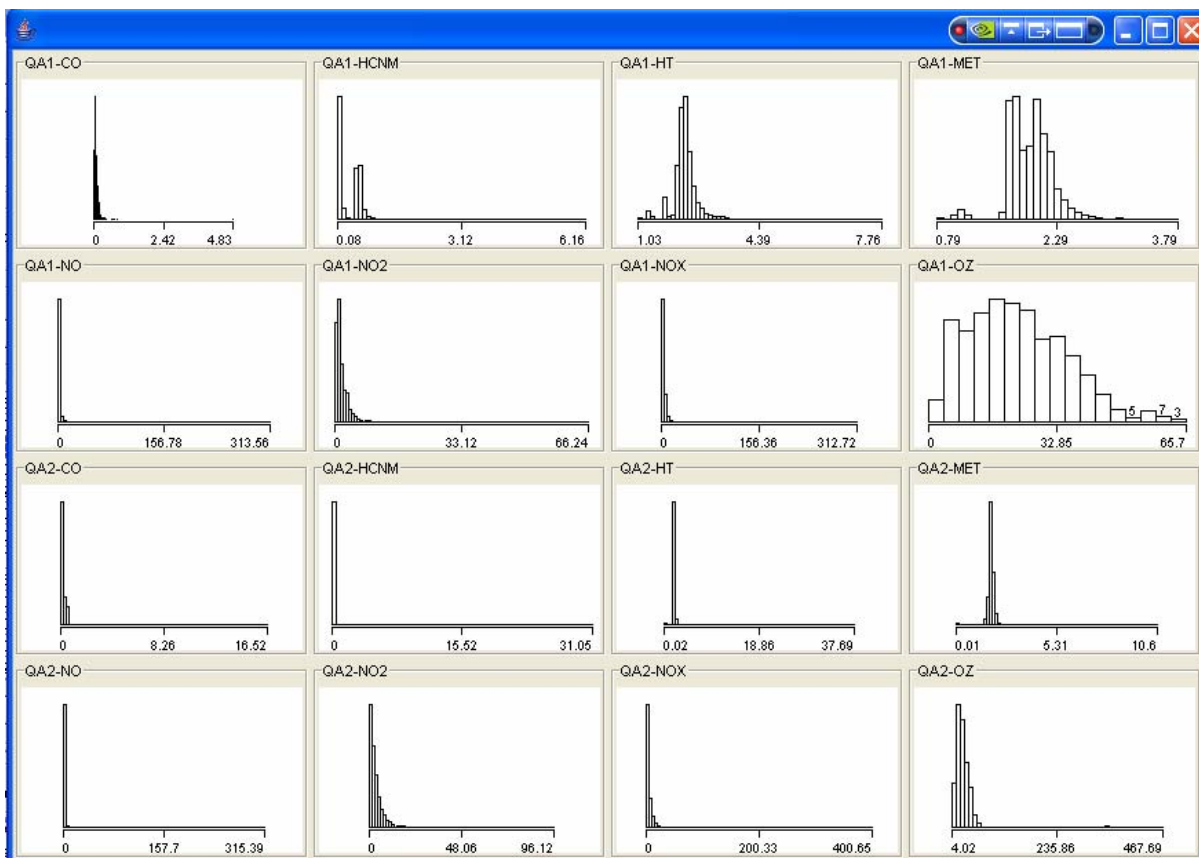 QA1-CO
0 2.42 4.83
QA1-HCNM
0.08 3.12 6.16
QA1-HT
1.03 4.39 7.76
QA1-MET
0.79 2.29 3.79
QA1-NO
0 156.78 313.56
QA1-NO2
0 33.12 66.24
QA1-NOX
0 156.36 312.72
QA1-OZ
5 7 3
0 32.85 65.7
QA2-CO
0 8.26 16.52
QA2-HCNM
0 15.52 31.05
QA2-HT
0.02 18.86 37.69
QA2-MET
0.01 5.31 10.6
QA2-NO
0 157.7 315.39
QA2-NO2
0 48.06 96.12
QA2-NOX
0 200.33 400.65
QA2-OZ
4.02 235.86 467.69